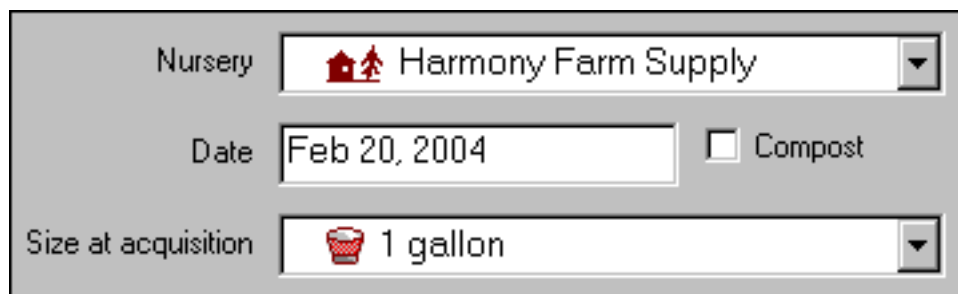 Nursery Harmony Farm Supply
Date Feb 20, 2004 Compost
Size at acquisition 1 gallon